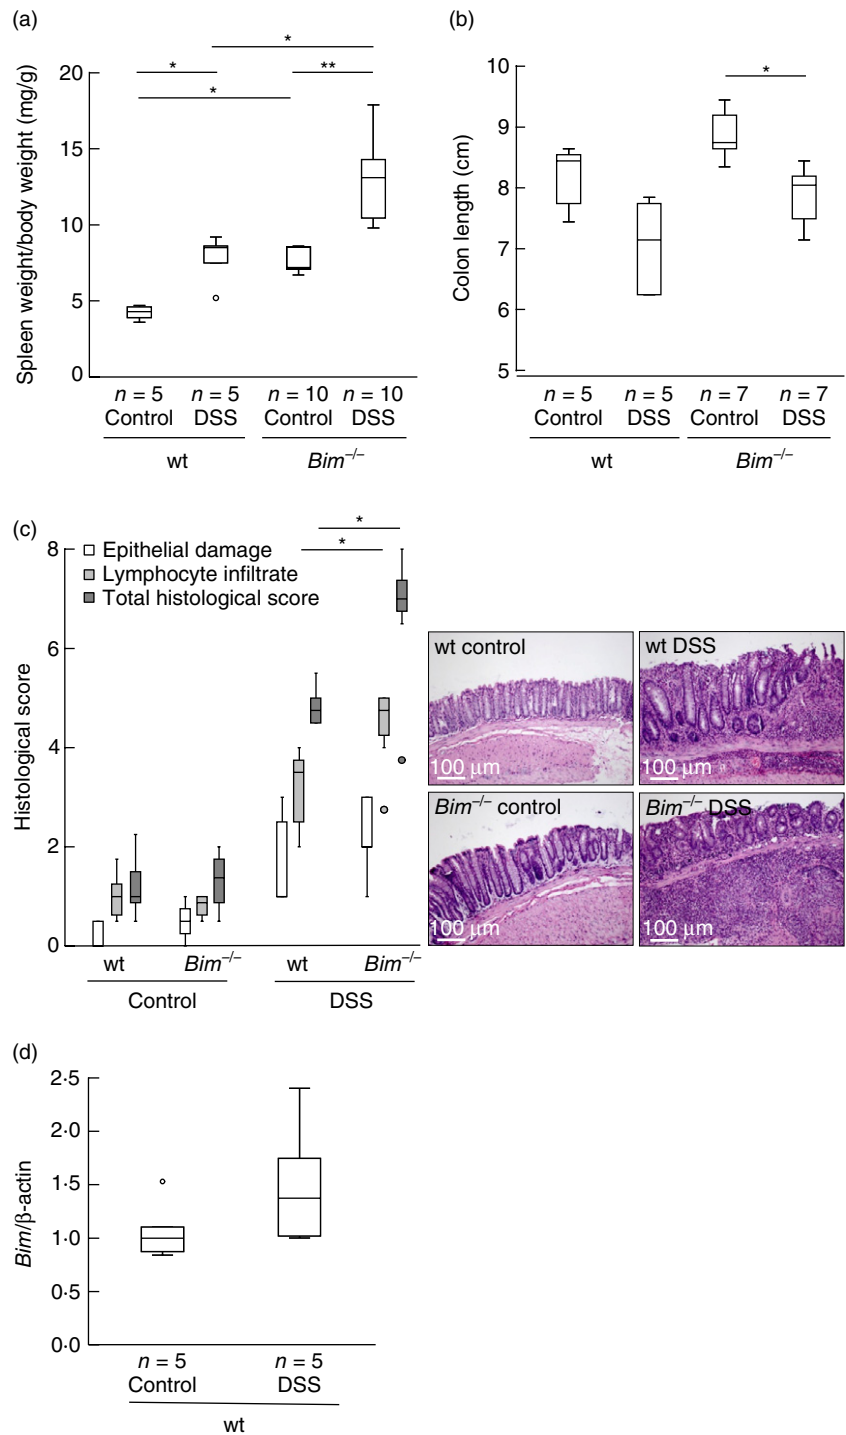 (a)
*
*
**
*
Spleen weight/body weight (mg/g)
20
15
10
5
0
n = 5 n = 5 n = 10 n = 10
Control DSS Control DSS
wt Bim–/–
(b)
Colon length (cm)
10
9
8
7
6
5
*
n = 5 n = 5 n = 7 n = 7
Control DSS Control DSS
wt Bim–/–
(c)
*
*
Histological score
8
6
4
2
0
Epithelial damage
Lymphocyte infiltrate
Total histological score
wt Bim–/– wt Bim–/–
Control DSS
wt control
100 µm
wt DSS
100 µm
Bim–/– control
100 µm
Bim–/– DSS
100 µm
(d)
Bim/β-actin
2·5
2·0
1·5
1·0
0·5
0·0
n = 5 n = 5
Control DSS
wt